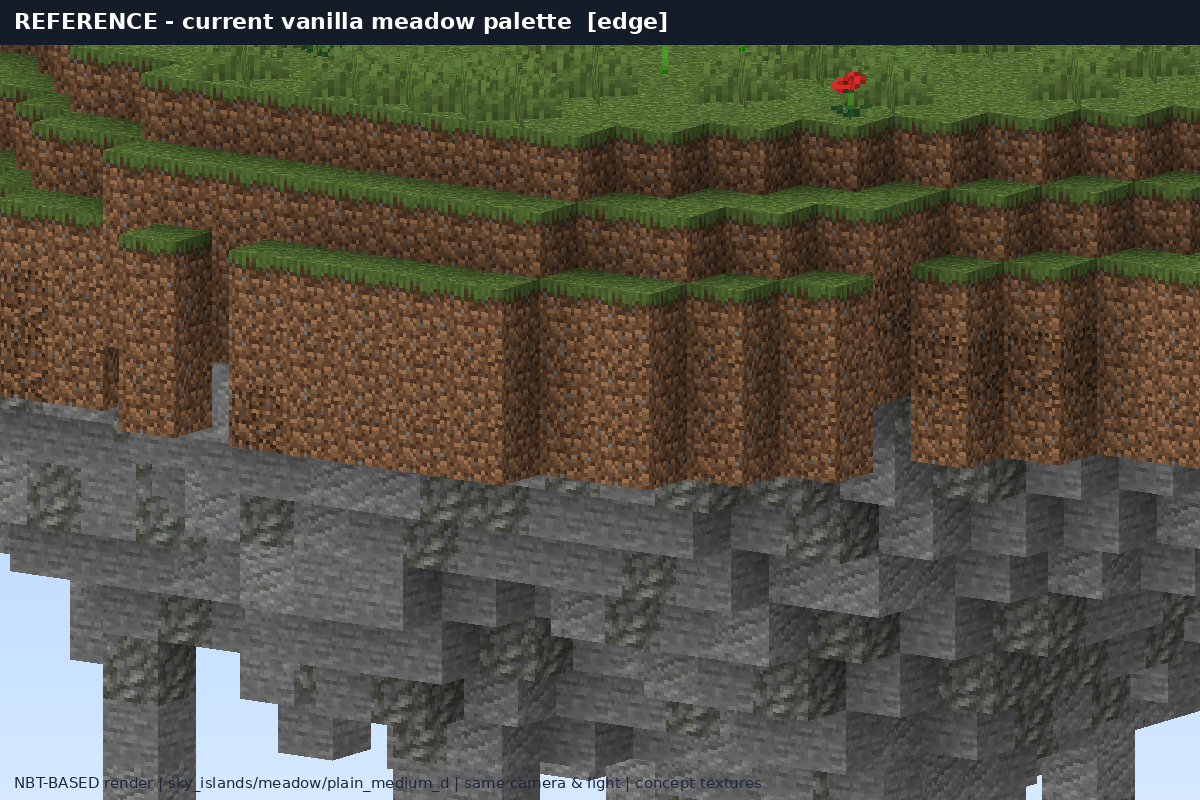 REFERENCE - current vanilla meadow palette  [edge]
NBT-BASED render | sky_islands/meadow/plain_medium_d | same camera & light | concept textures